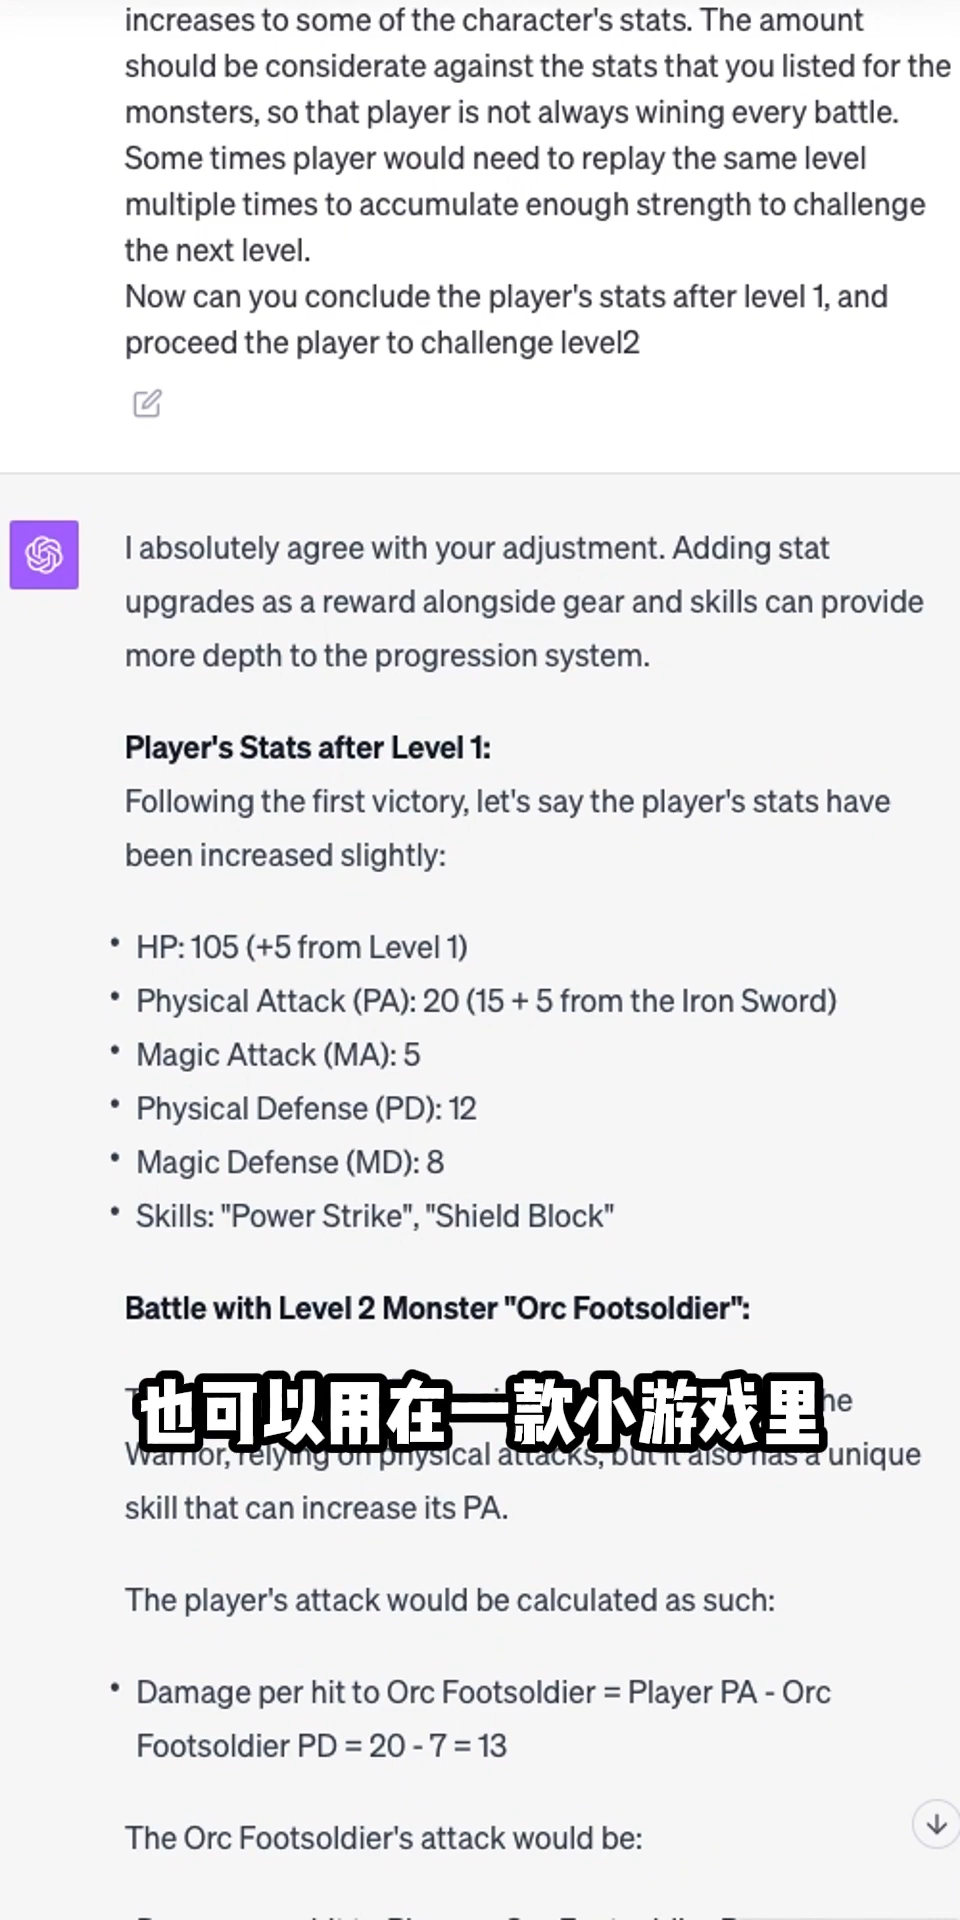 increases to some of the character's stats. The amount
should be considerate against the stats that you listed for the
monsters, so that player is not always wining every battle.
Some times player would need to replay the same level
multiple times to accumulate enough strength to challenge
the next level.
Now can you conclude the player's stats after level 1, and
proceed the player to challenge level2
I absolutely agree with your adjustment. Adding stat
upgrades as a reward alongside gear and skills can provide
more depth to the progression system.
Player's Stats after Level 1:
Following the first victory, let's say the player's stats have
been increased slightly:
• HP: 105 (+5 from Level 1)
• Physical Attack (PA): 20 (15 + 5 from the Iron Sword)
• Magic Attack (MA): 5
• Physical Defense (PD): 12
• Magic Defense (MD): 8
• Skills: "Power Strike", "Shield Block"
Battle with Level 2 Monster "Orc Footsoldier":
也可以用在一款小游戏里
Warrior, relying on physical attacks, but it also has a unique
skill that can increase its PA.
The player's attack would be calculated as such:
• Damage per hit to Orc Footsoldier = Player PA - Orc
Footsoldier PD = 20 - 7 = 13
The Orc Footsoldier's attack would be: